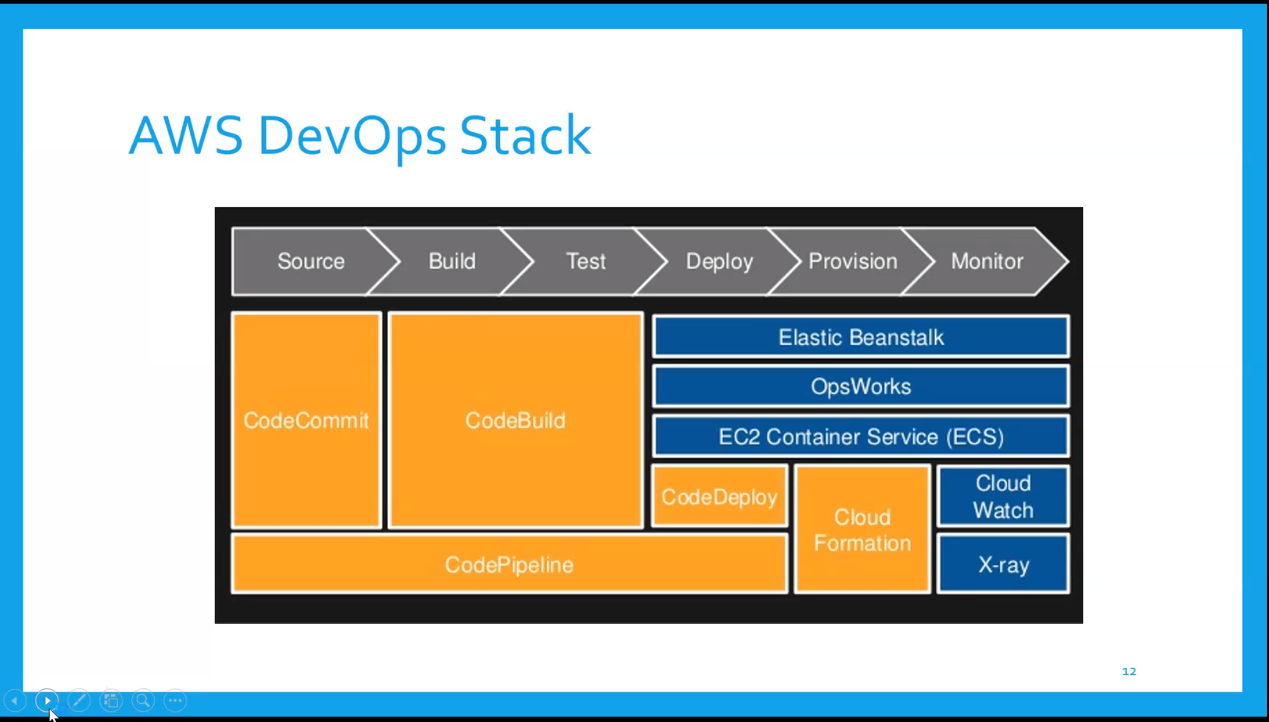 AWS DevOps Stack
Source
Build
Test
Deploy
Provision
Monitor
CodeCommit
CodeBuild
Elastic Beanstalk
OpsWorks
EC2 Container Service (ECS)
CodeDeploy
Cloud
Formation
Cloud
Watch
CodePipeline
X-ray
12